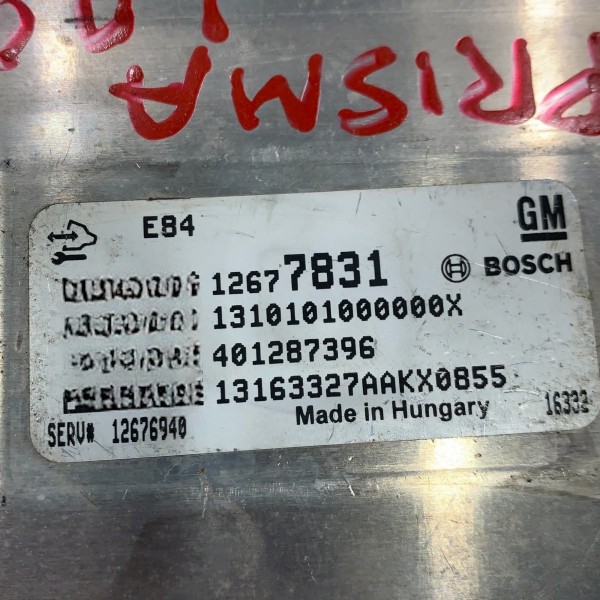 PRISMA
E84
GM
12677831
BOSCH
1310101000000X
401287396
13163327AAKX0855
Made in Hungary
16332
SERV# 12676940